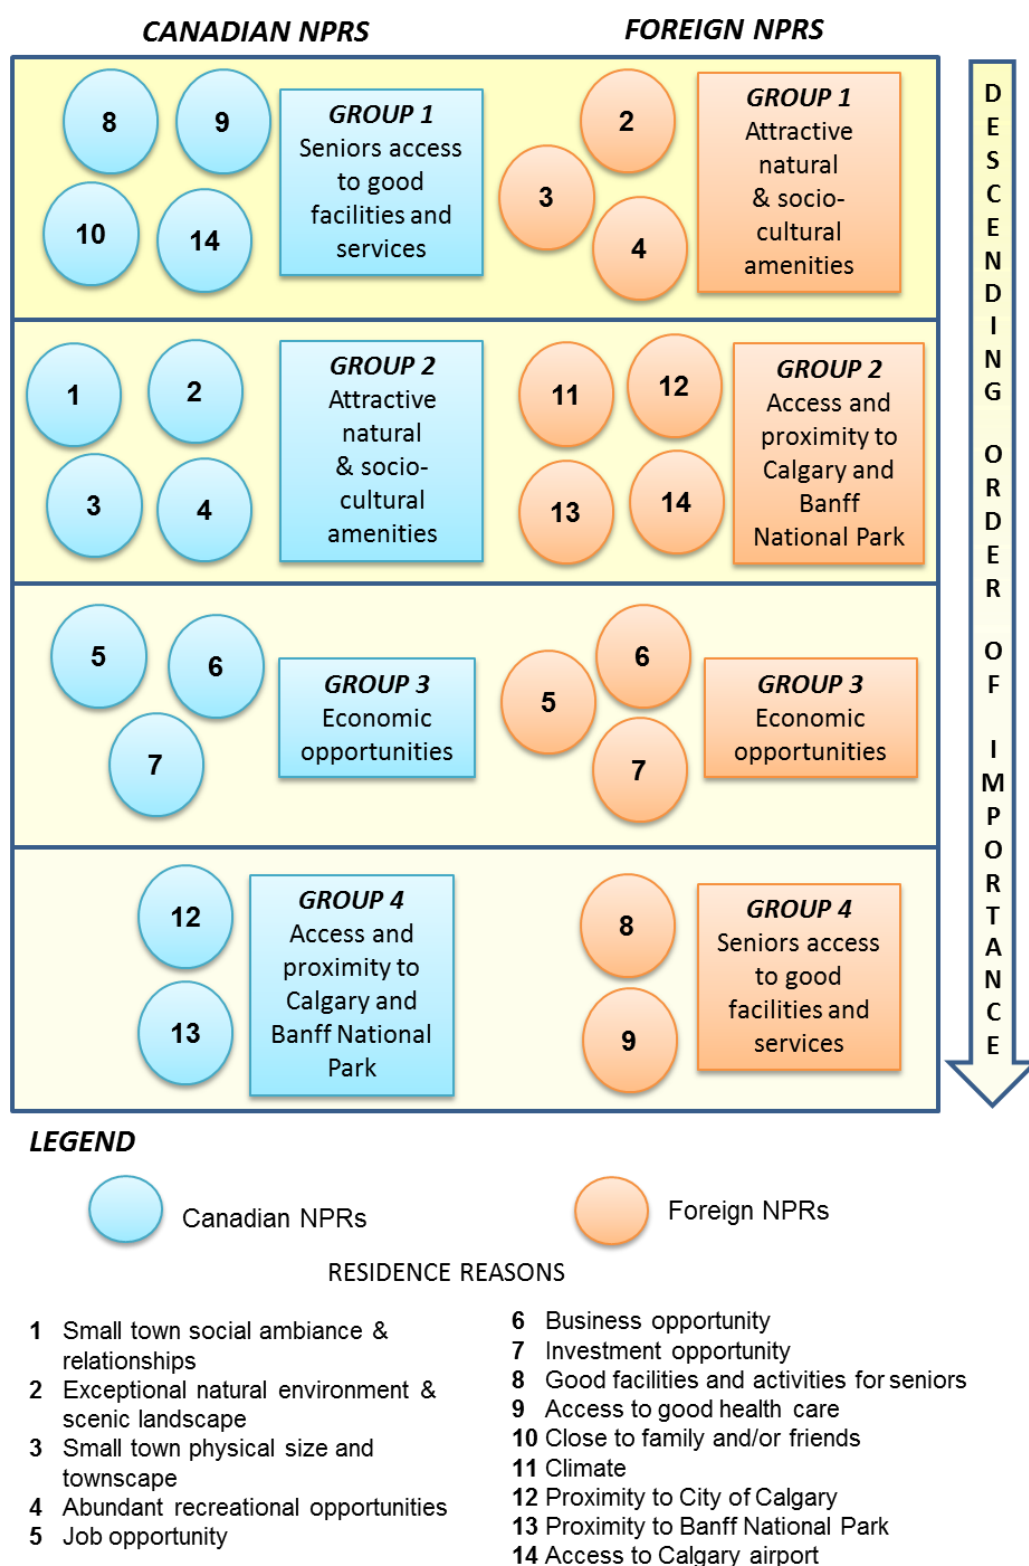 CANADIAN NPRS
FOREIGN NPRS
8
9
10
14
GROUP 1
Seniors access
to good
facilities and
services
2
3
4
GROUP 1
Attractive
natural
& socio-
cultural
amenities
1
2
3
4
GROUP 2
Attractive
natural
& socio-
cultural
amenities
11
12
13
14
GROUP 2
Access and
proximity to
Calgary and
Banff
National Park
5
6
7
GROUP 3
Economic
opportunities
5
6
7
GROUP 3
Economic
opportunities
12
13
GROUP 4
Access and
proximity to
Calgary and
Banff National
Park
8
9
GROUP 4
Seniors access
to good
facilities and
services
DESCENDING ORDER OF IMPORTANCE
LEGEND
Canadian NPRs
Foreign NPRs
RESIDENCE REASONS
1 Small town social ambiance &
relationships
2 Exceptional natural environment &
scenic landscape
3 Small town physical size and
townscape
4 Abundant recreational opportunities
5 Job opportunity
6 Business opportunity
7 Investment opportunity
8 Good facilities and activities for seniors
9 Access to good health care
10 Close to family and/or friends
11 Climate
12 Proximity to City of Calgary
13 Proximity to Banff National Park
14 Access to Calgary airport